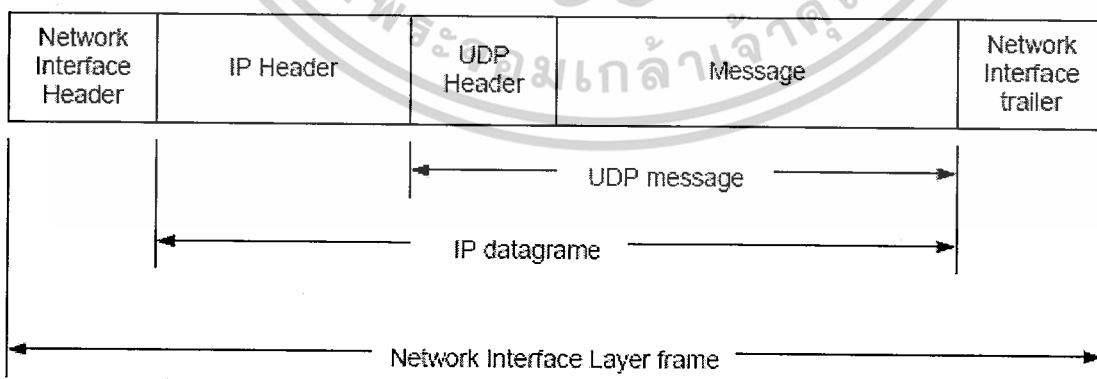 Network
Interface
Header
IP Header
UDP
Header
Message
Network
Interface
trailer
UDP message
IP datagrame
Network Interface Layer frame